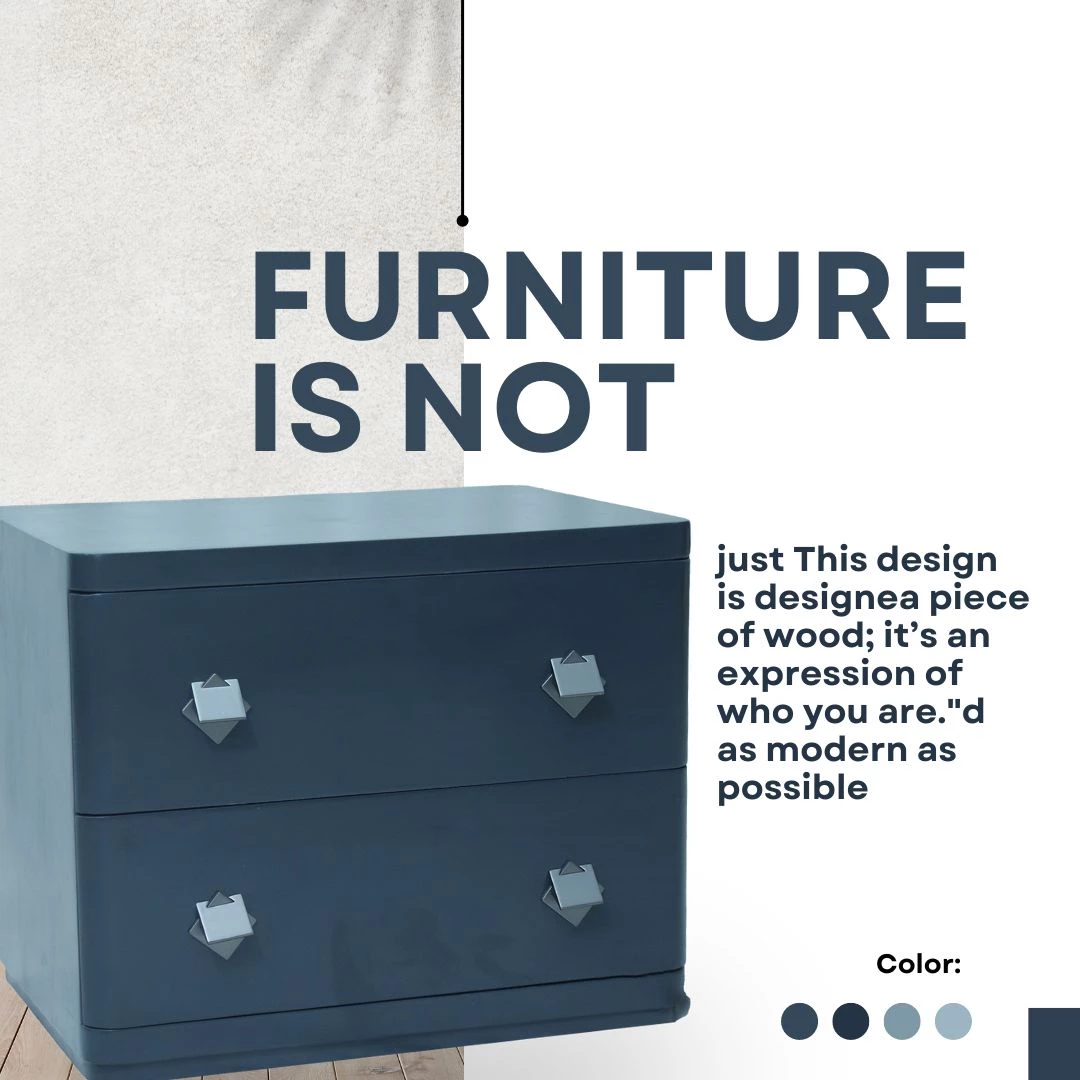 FURNITURE
IS NOT
just This design
is designea piece
of wood; it’s an
expression of
who you are."d
as modern as
possible
Color: